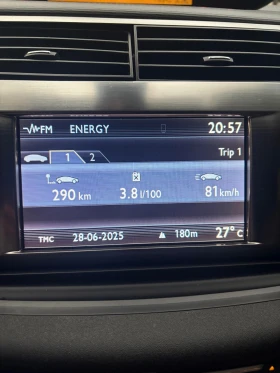 FM ENERGY 20:57
1 2 Trip 1
290 km 3.8 l/100 81 km/h
TMC 28-06-2025 180m 27°C